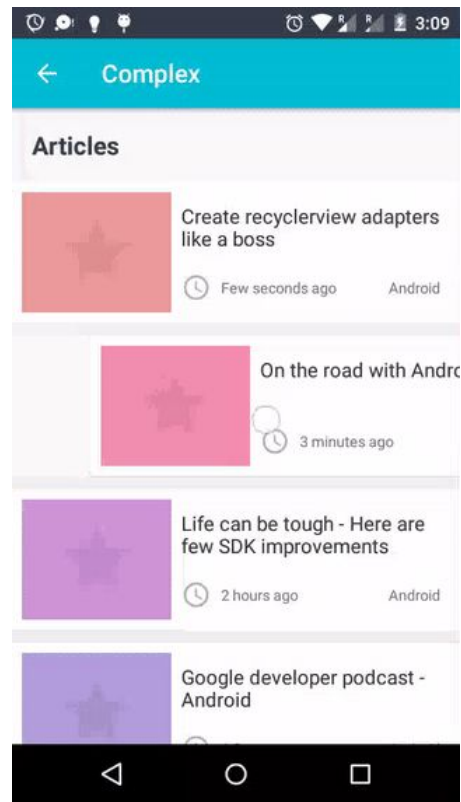 3:09
Complex
Articles
Create recyclerview adapters
like a boss
Few seconds ago Android
On the road with Andro
3 minutes ago
Life can be tough - Here are
few SDK improvements
2 hours ago Android
Google developer podcast -
Android